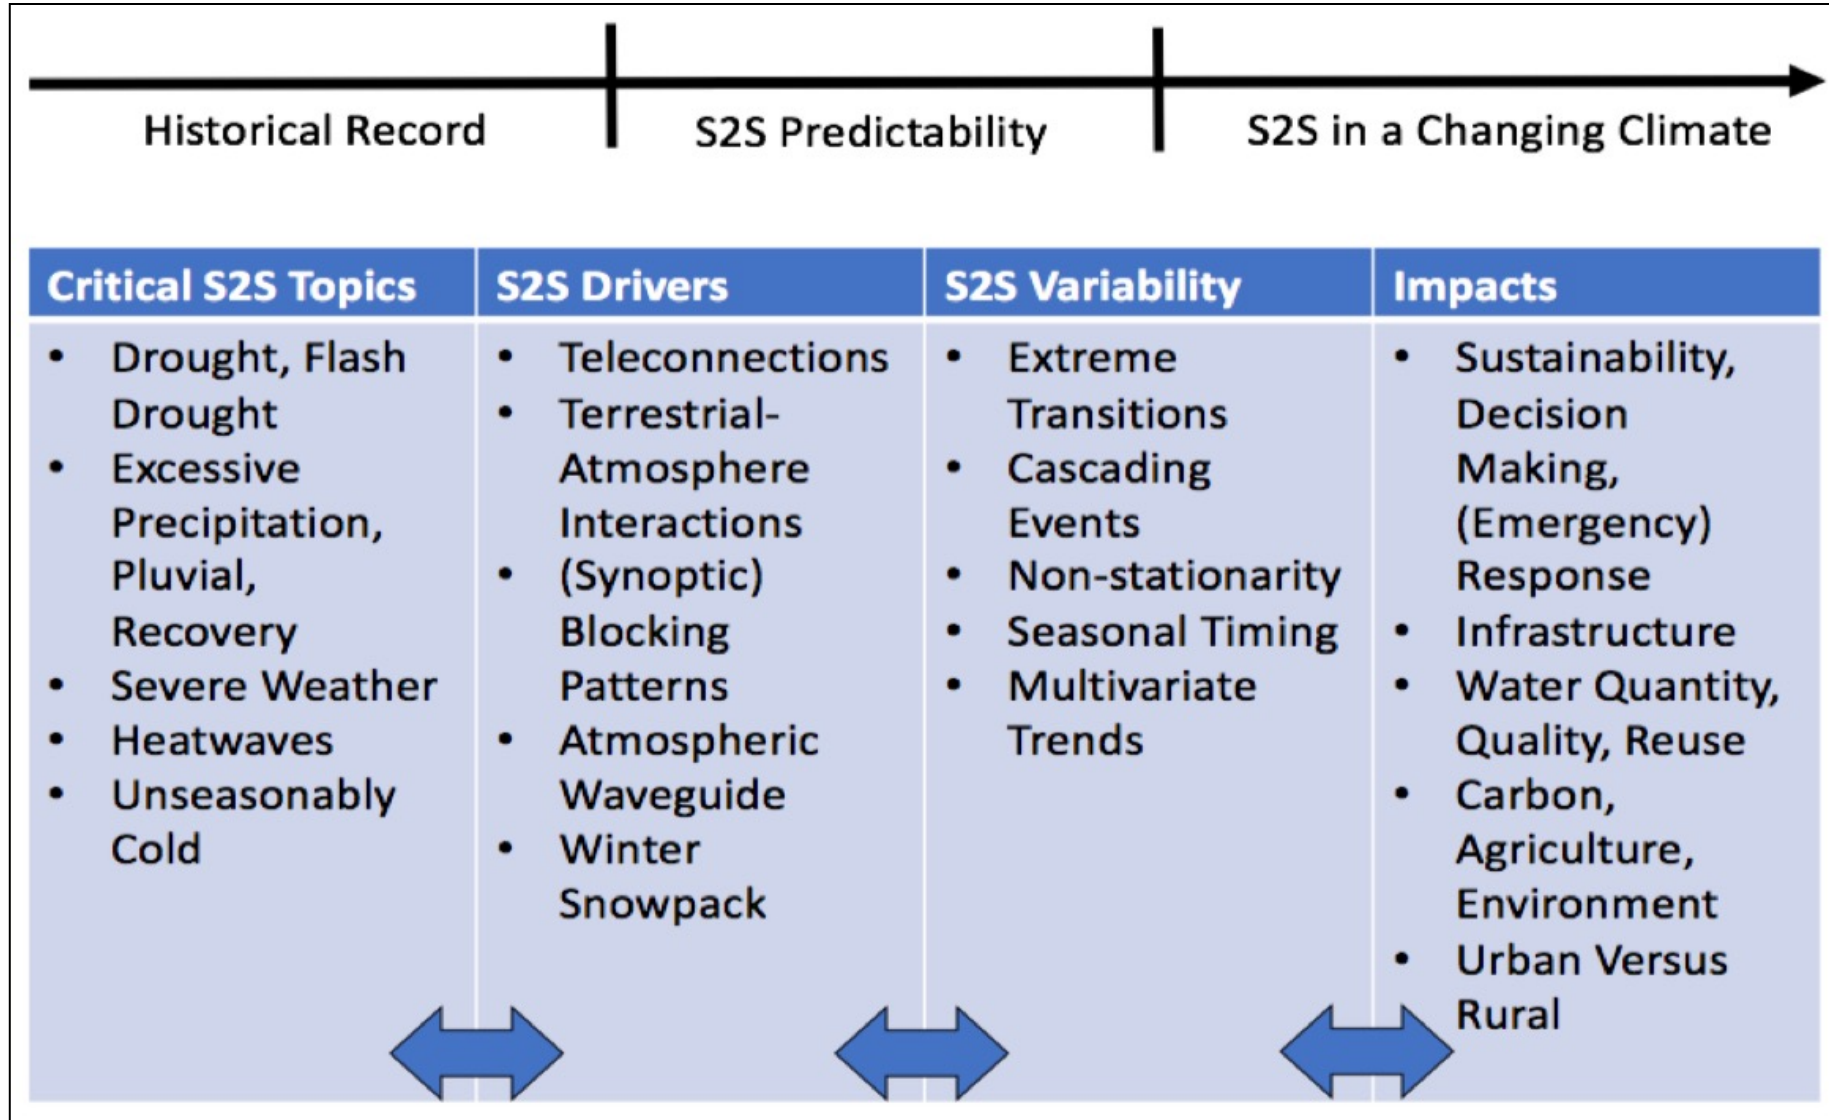 Historical Record
S2S Predictability
S2S in a Changing Climate
Critical S2S Topics
• Drought, Flash
Drought
• Excessive
Precipitation,
Pluvial,
Recovery
• Severe Weather
• Heatwaves
• Unseasonably
Cold
S2S Drivers
• Teleconnections
• Terrestrial-
Atmosphere
Interactions
• (Synoptic)
Blocking
Patterns
• Atmospheric
Waveguide
• Winter
Snowpack
S2S Variability
• Extreme
Transitions
• Cascading
Events
• Non-stationarity
• Seasonal Timing
• Multivariate
Trends
Impacts
• Sustainability,
Decision
Making,
(Emergency)
Response
• Infrastructure
• Water Quantity,
Quality, Reuse
• Carbon,
Agriculture,
Environment
• Urban Versus
Rural